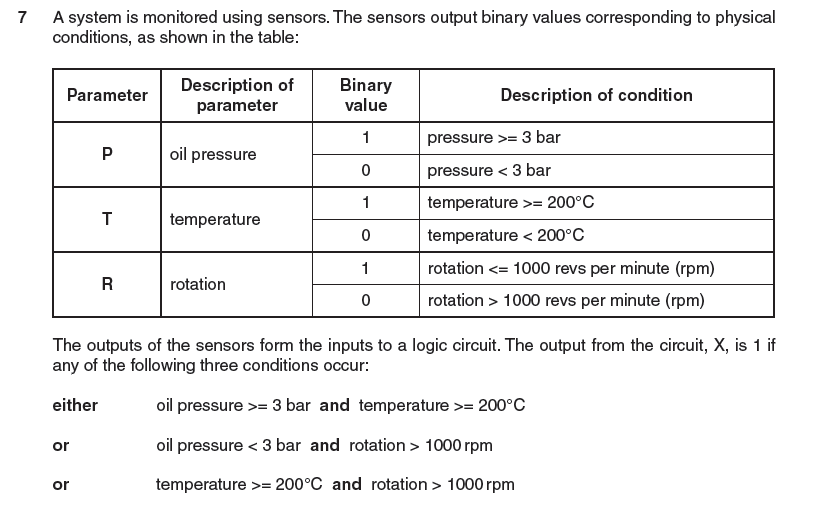 7 A system is monitored using sensors. The sensors output binary values corresponding to physical
conditions, as shown in the table:
Parameter Description of parameter Binary value Description of condition
P oil pressure 1 pressure >= 3 bar
0 pressure < 3 bar
T temperature 1 temperature >= 200°C
0 temperature < 200°C
R rotation 1 rotation <= 1000 revs per minute (rpm)
0 rotation > 1000 revs per minute (rpm)
The outputs of the sensors form the inputs to a logic circuit. The output from the circuit, X, is 1 if
any of the following three conditions occur:
either oil pressure >= 3 bar and temperature >= 200°C
or oil pressure < 3 bar and rotation > 1000 rpm
or temperature >= 200°C and rotation > 1000 rpm